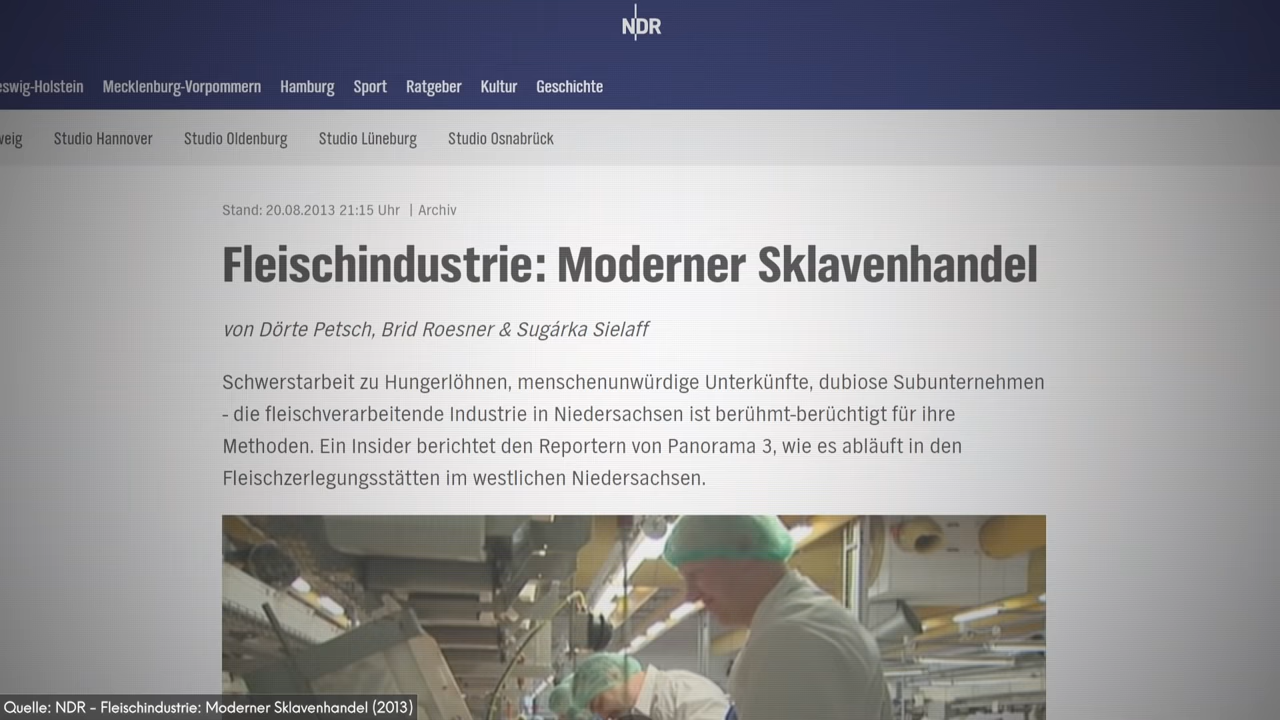 NDR
eswig-Holstein Mecklenburg-Vorpommern Hamburg Sport Ratgeber Kultur Geschichte
weig Studio Hannover Studio Oldenburg Studio Lüneburg Studio Osnabrück
Stand: 20.08.2013 21:15 Uhr | Archiv
Fleischindustrie: Moderner Sklavenhandel
von Dörte Petsch, Brid Roesner & Sugárka Sielaff
Schwerstarbeit zu Hungerlöhnen, menschenunwürdige Unterkünfte, dubiose Subunternehmen
- die fleischverarbeitende Industrie in Niedersachsen ist berühmt-berüchtigt für ihre
Methoden. Ein Insider berichtet den Reportern von Panorama 3, wie es abläuft in den
Fleischzerlegungsstätten im westlichen Niedersachsen.
Quelle: NDR - Fleischindustrie: Moderner Sklavenhandel (2013)